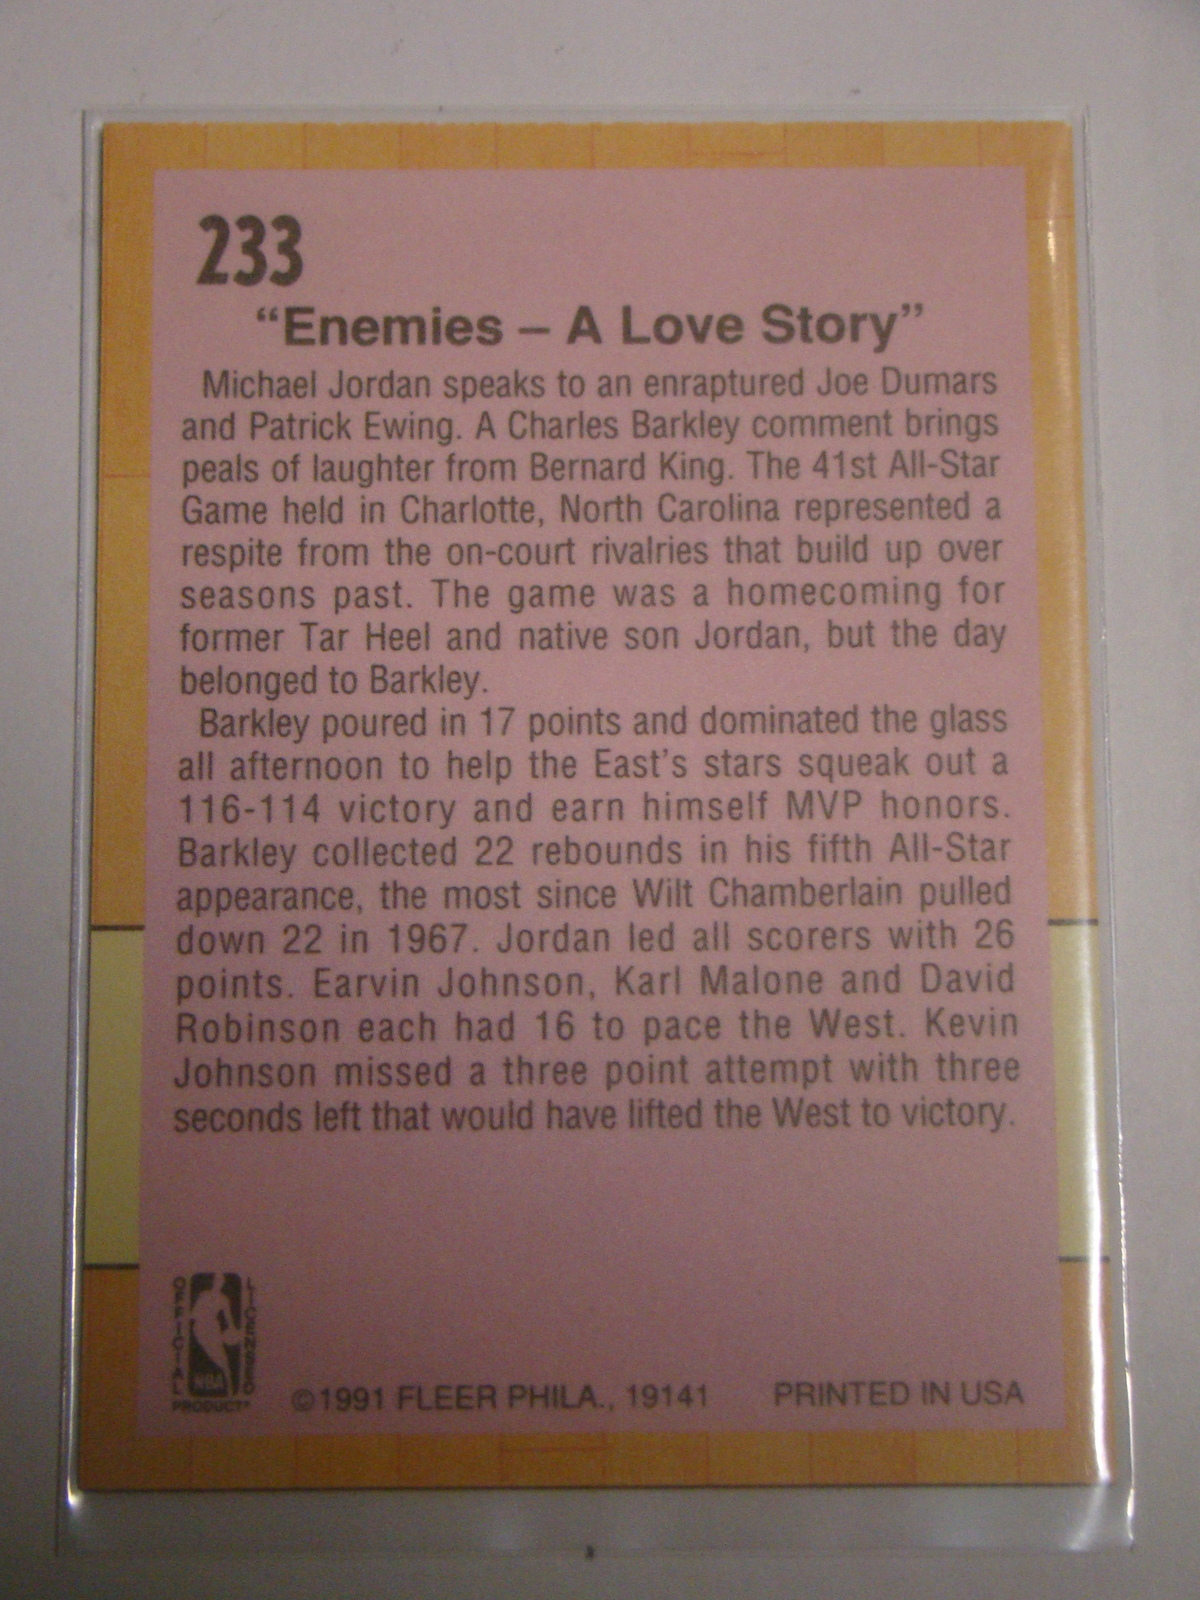 233
“Enemies – A Love Story”
Michael Jordan speaks to an enraptured Joe Dumars
and Patrick Ewing. A Charles Barkley comment brings
peals of laughter from Bernard King. The 41st All-Star
Game held in Charlotte, North Carolina represented a
respite from the on-court rivalries that build up over
seasons past. The game was a homecoming for
former Tar Heel and native son Jordan, but the day
belonged to Barkley.
Barkley poured in 17 points and dominated the glass
all afternoon to help the East’s stars squeak out a
116-114 victory and earn himself MVP honors.
Barkley collected 22 rebounds in his fifth All-Star
appearance, the most since Wilt Chamberlain pulled
down 22 in 1967. Jordan led all scorers with 26
points. Earvin Johnson, Karl Malone and David
Robinson each had 16 to pace the West. Kevin
Johnson missed a three point attempt with three
seconds left that would have lifted the West to victory.
OFFICIAL
LICENSED
NBA
PRODUCT
©1991 FLEER PHILA., 19141 PRINTED IN USA